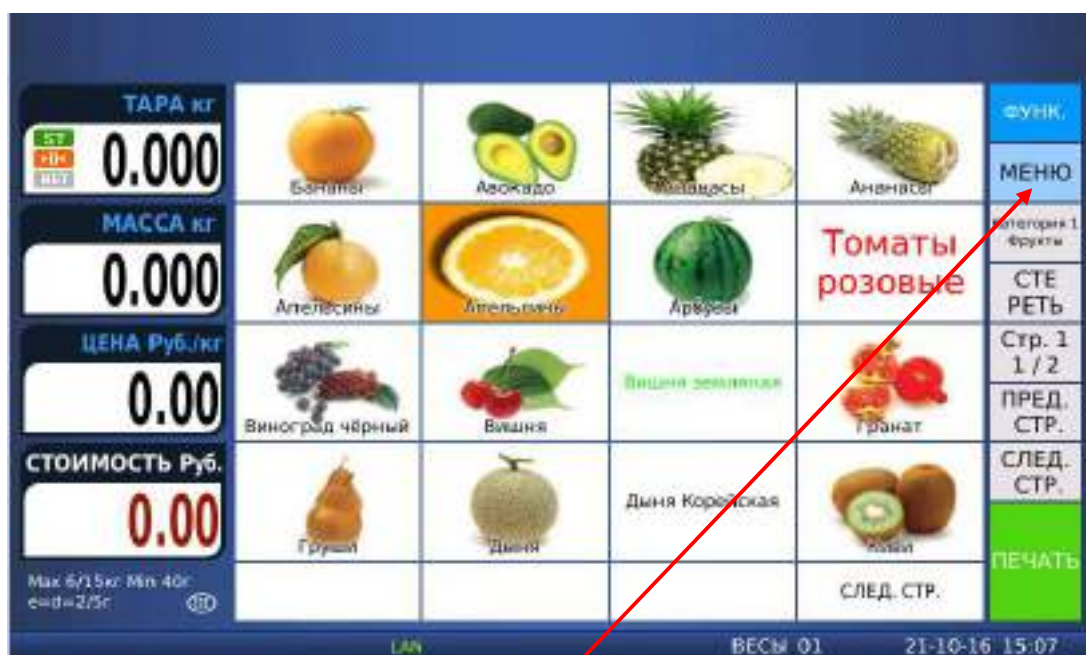 ТАРА кг
ST
>0<
NET
0.000
МАССА кг
0.000
ЦЕНА Руб./кг
0.00
СТОИМОСТЬ Руб.
0.00
Max 6/15кг Min 40г
e=d=2/5г
Бананы
Авокадо
Ананасы
Ананасы
Апельсины
Апельсины
Арбузы
Томаты
розовые
Виноград чёрный
Вишня
Вишня земляная
Гранат
Груши
Дыня
Дыня Корейская
Киви
СЛЕД. СТР.
ФУНК.
МЕНЮ
Категория 1
Фрукты
СТЕ
РЕТЬ
Стр. 1
1 / 2
ПРЕД.
СТР.
СЛЕД.
СТР.
ПЕЧАТЬ
LAN
ВЕСЫ 01
21-10-16 15:07